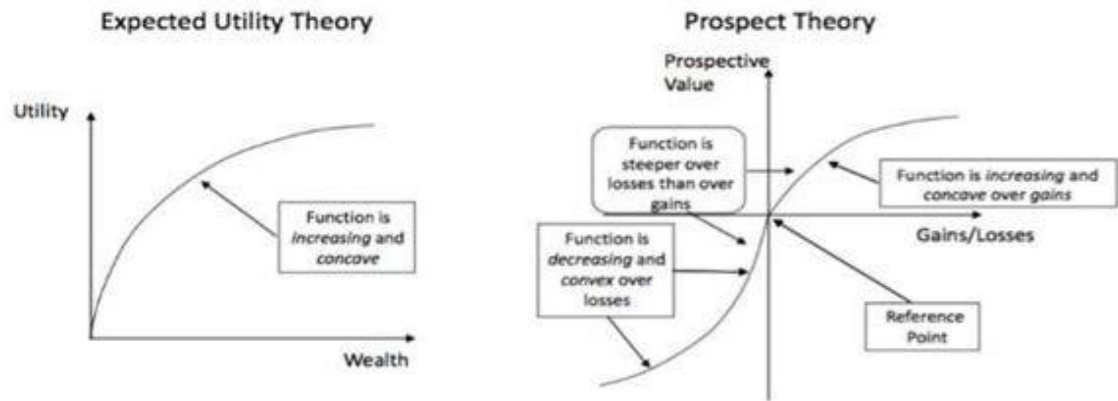 Expected Utility Theory
Utility
Function is
increasing and
concave
Wealth
Prospect Theory
Prospective
Value
Function is
steeper over
losses than over
gains
Function is increasing and
concave over gains
Gains/Losses
Function is
decreasing and
convex over
losses
Reference
Point